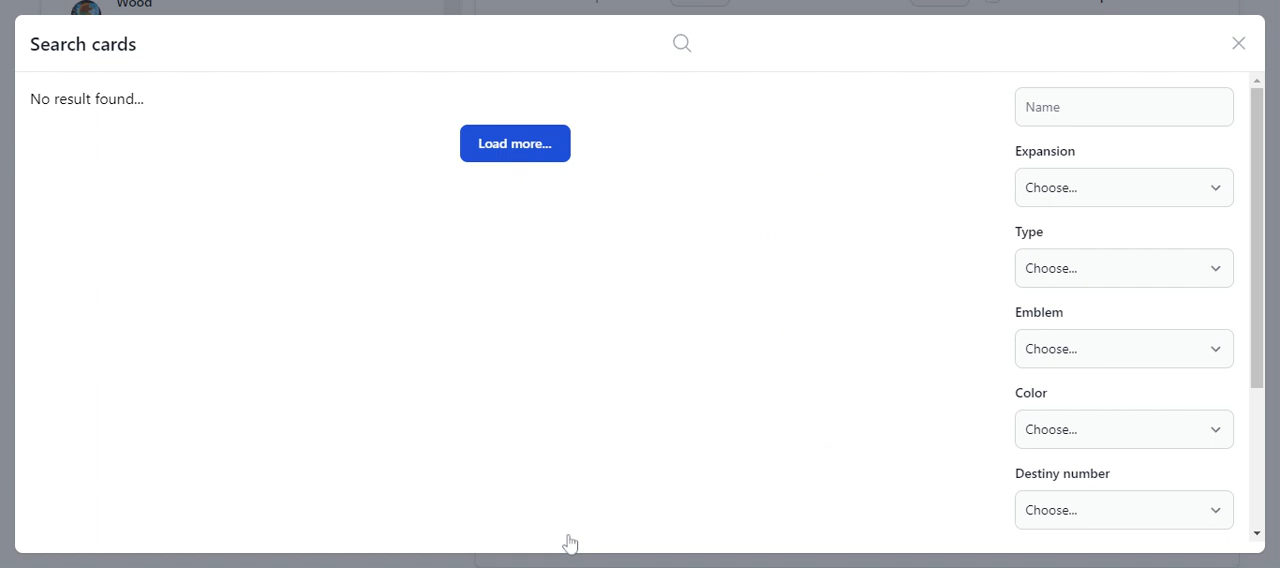 Wood
Search cards
No result found...
Load more...
Name
Expansion
Choose...
Type
Choose...
Emblem
Choose...
Color
Choose...
Destiny number
Choose...